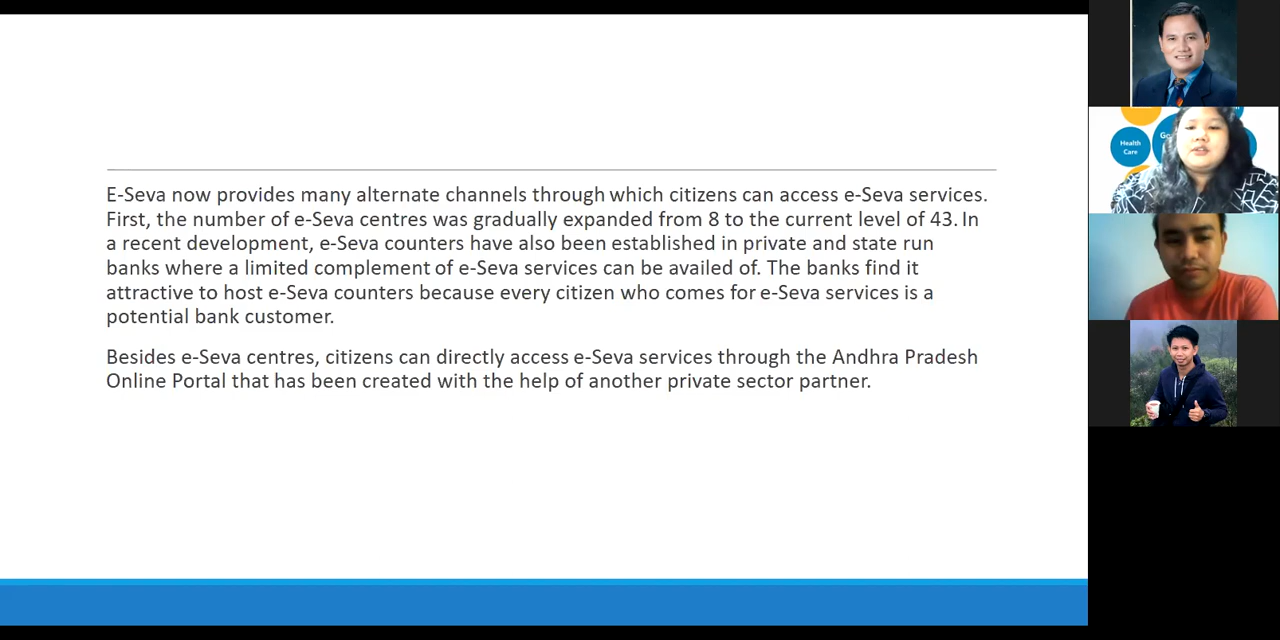 E-Seva now provides many alternate channels through which citizens can access e-Seva services.
First, the number of e-Seva centres was gradually expanded from 8 to the current level of 43. In
a recent development, e-Seva counters have also been established in private and state run
banks where a limited complement of e-Seva services can be availed of. The banks find it
attractive to host e-Seva counters because every citizen who comes for e-Seva services is a
potential bank customer.
Besides e-Seva centres, citizens can directly access e-Seva services through the Andhra Pradesh
Online Portal that has been created with the help of another private sector partner.
Health
Care